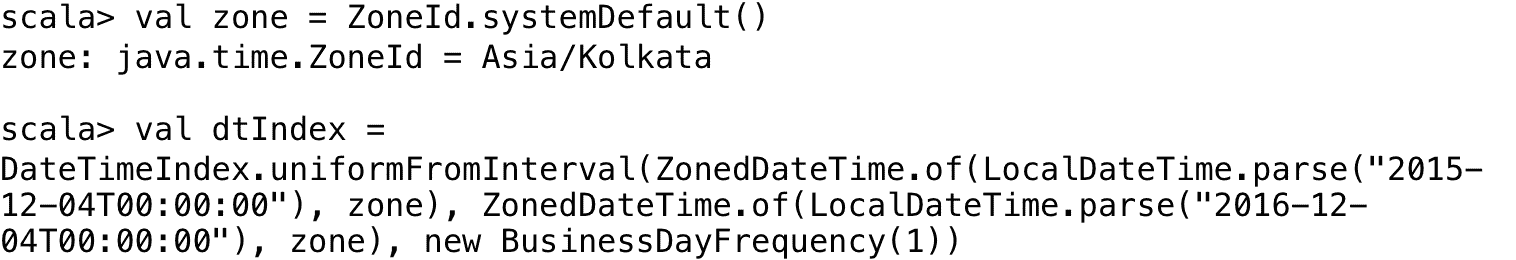 scala> val zone = ZoneId.systemDefault()
zone: java.time.ZoneId = Asia/Kolkata
scala> val dtIndex =
DateTimeIndex.uniformFromInterval(ZonedDateTime.of(LocalDateTime.parse("2015-
12-04T00:00:00"), zone), ZonedDateTime.of(LocalDateTime.parse("2016-12-
04T00:00:00"), zone), new BusinessDayFrequency(1))